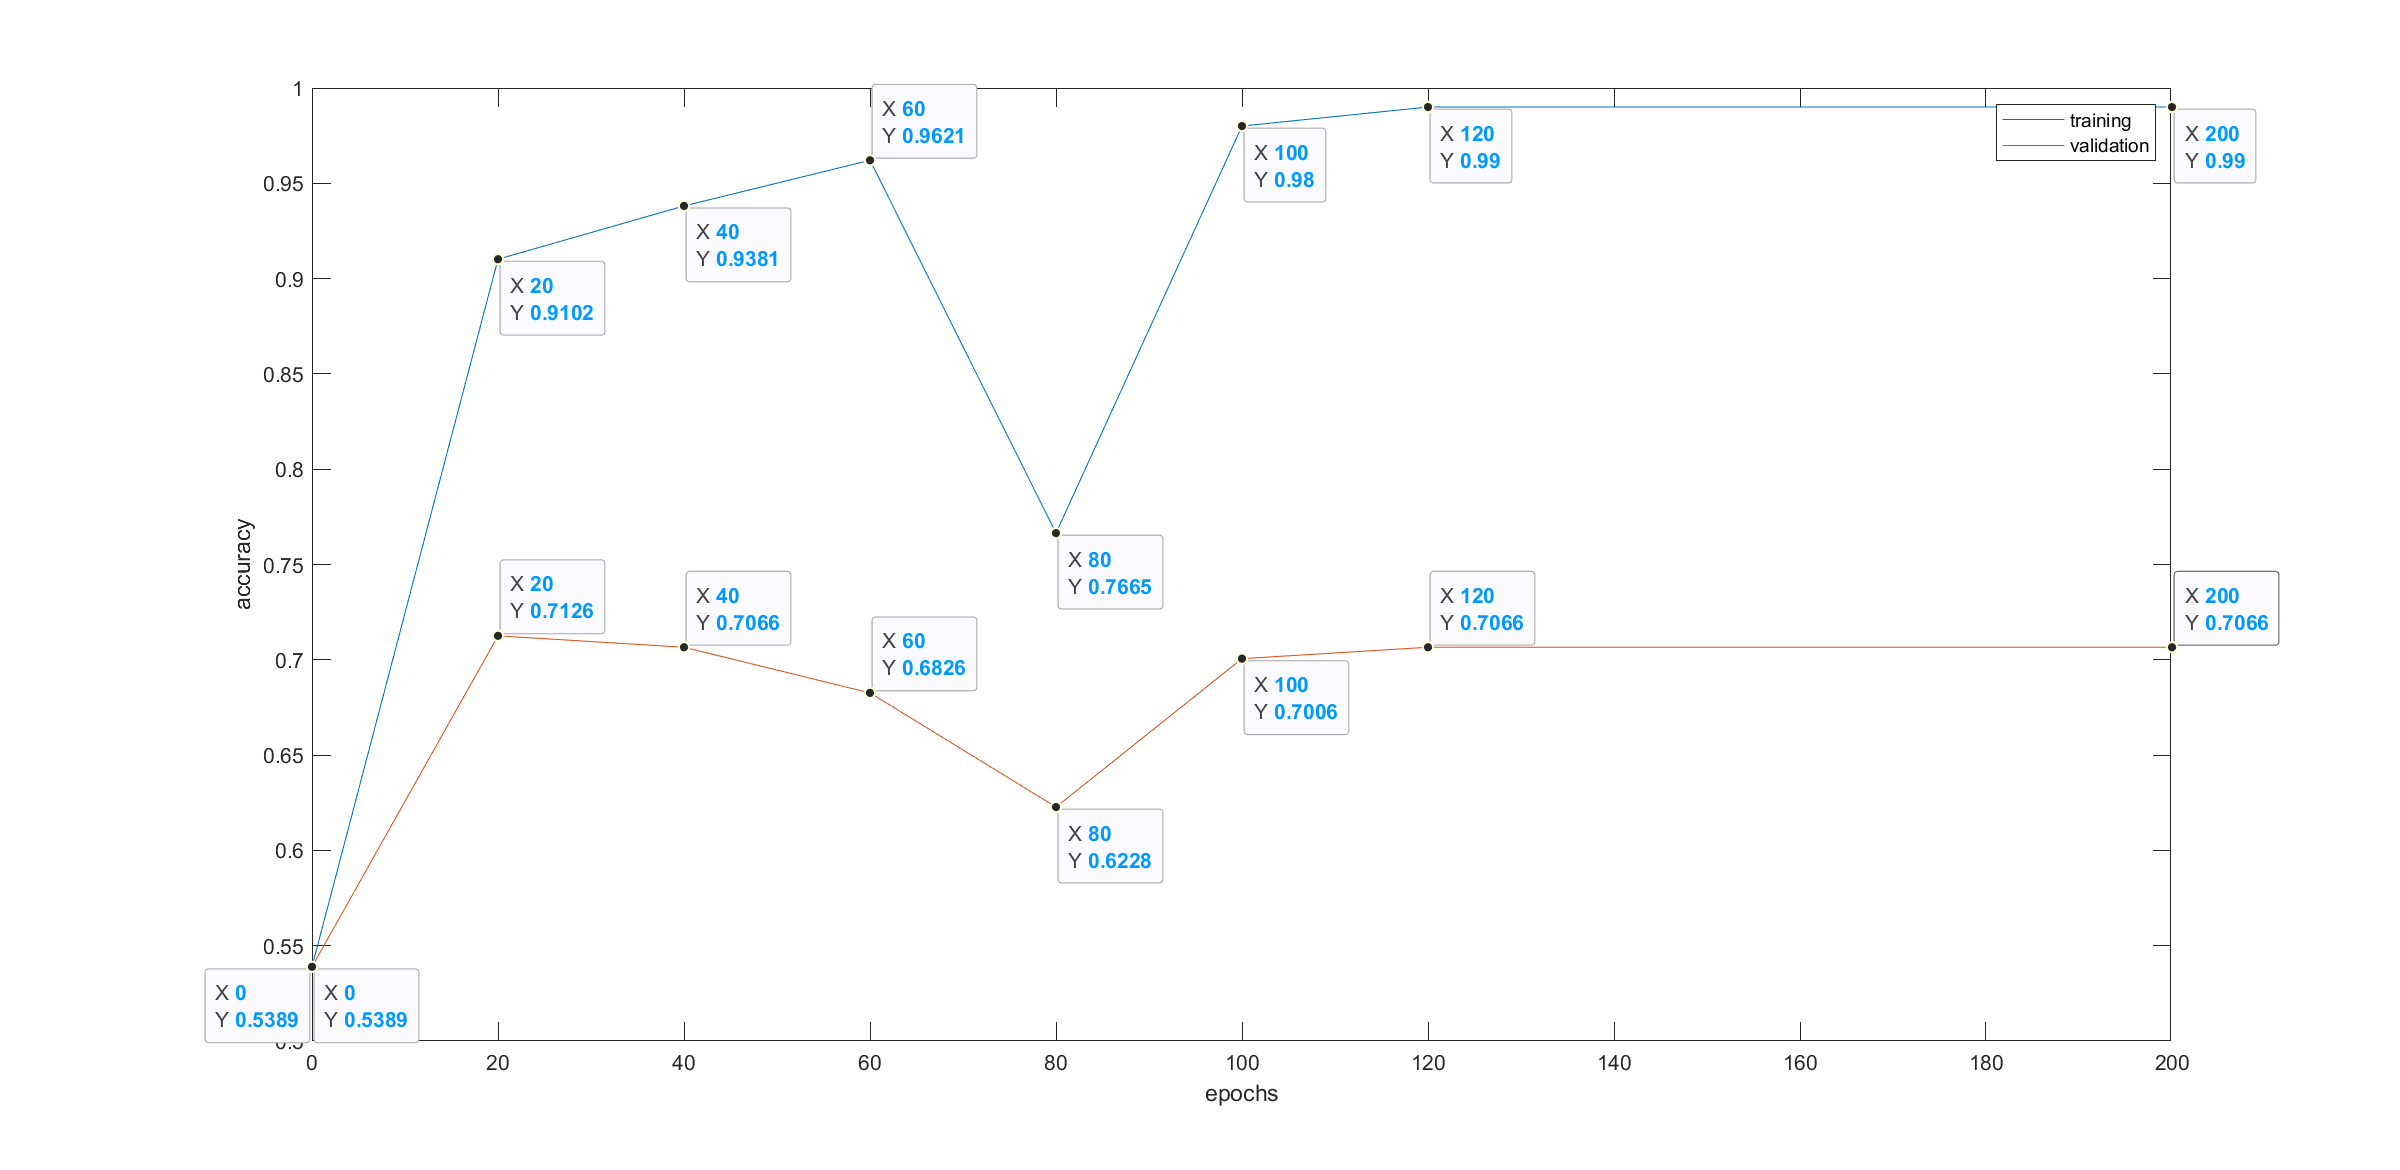 1
0.95
0.9
0.85
0.8
0.75
0.7
0.65
0.6
0.55
accuracy
X 60
Y 0.9621
X 40
Y 0.9381
X 20
Y 0.9102
X 100
Y 0.98
X 120
Y 0.99
training
validation
X 200
Y 0.99
X 80
Y 0.7665
X 20
Y 0.7126
X 40
Y 0.7066
X 60
Y 0.6826
X 120
Y 0.7066
X 200
Y 0.7066
X 100
Y 0.7006
X 80
Y 0.6228
X 0
Y 0.5389
X 0
Y 0.5389
0 20 40 60 80 100 120 140 160 180 200
epochs